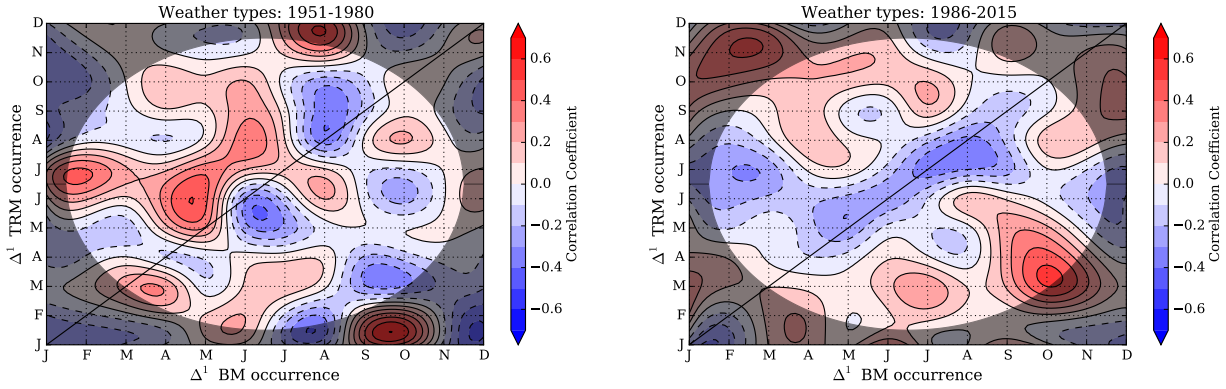 Weather types: 1951-1980
D
N
O
S
A
J
J
M
A
M
F
J
Δ¹ TRM occurrence
J F M A M J J A S O N D
Δ¹ BM occurrence
0.6
0.4
0.2
0.0
−0.2
−0.4
−0.6
Correlation Coefficient
Weather types: 1986-2015
D
N
O
S
A
J
J
M
A
M
F
J
Δ¹ TRM occurrence
J F M A M J J A S O N D
Δ¹ BM occurrence
0.6
0.4
0.2
0.0
−0.2
−0.4
−0.6
Correlation Coefficient